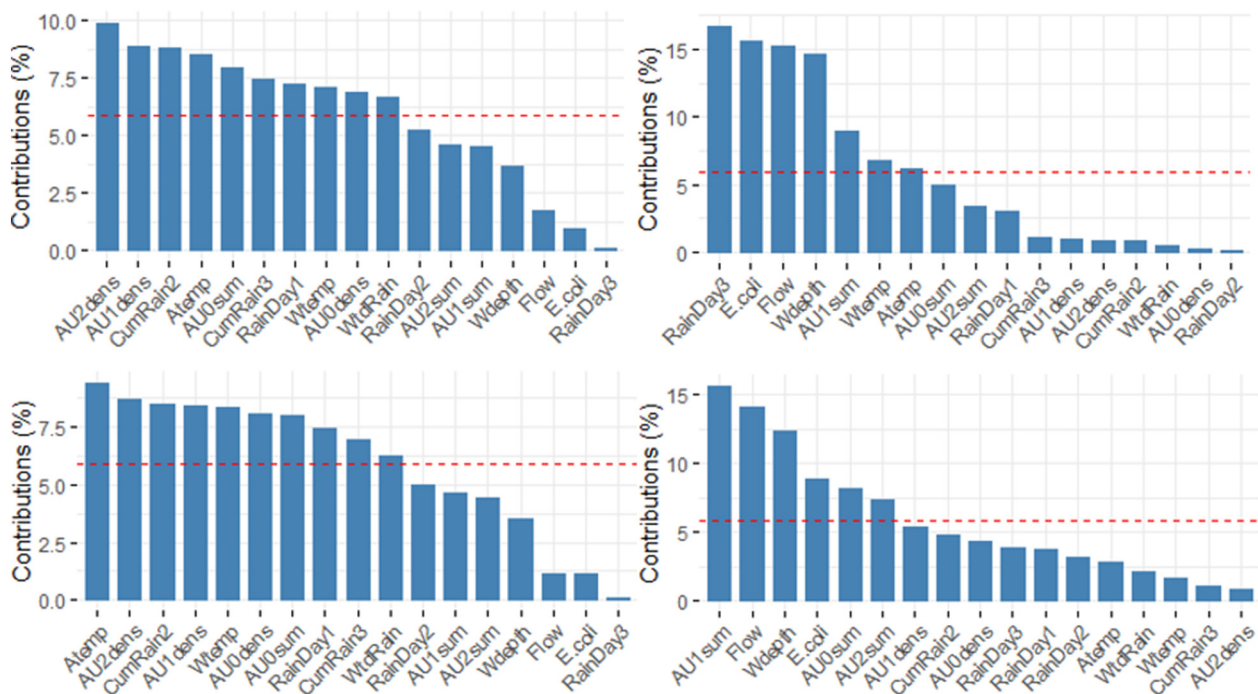 Contributions (%)
10.0
7.5
5.0
2.5
0.0
AU2dens
AU1dens
CumRain2
Atemp
AU0sum
CumRain3
RainDay1
Wtemp
AU0dens
WtdRain
RainDay2
AU2sum
AU1sum
Wdepth
Flow
E.coli
RainDay3
Contributions (%)
15
10
5
0
RainDay3
E.coli
Flow
Wdepth
AU1sum
Wtemp
Atemp
AU0sum
AU2sum
RainDay1
CumRain3
AU1dens
AU2dens
CumRain2
WtdRain
AU0dens
RainDay2
Contributions (%)
7.5
5.0
2.5
0.0
Atemp
AU2dens
CumRain2
AU1dens
Wtemp
AU0dens
AU0sum
RainDay1
CumRain3
WtdRain
RainDay2
AU1sum
AU2sum
Wdepth
Flow
E.coli
RainDay3
Contributions (%)
15
10
5
0
AU1sum
Flow
Wdepth
E.coli
AU0sum
AU2sum
AU1dens
CumRain2
AU0dens
RainDay3
RainDay1
RainDay2
Atemp
WtdRain
Wtemp
CumRain3
AU2dens